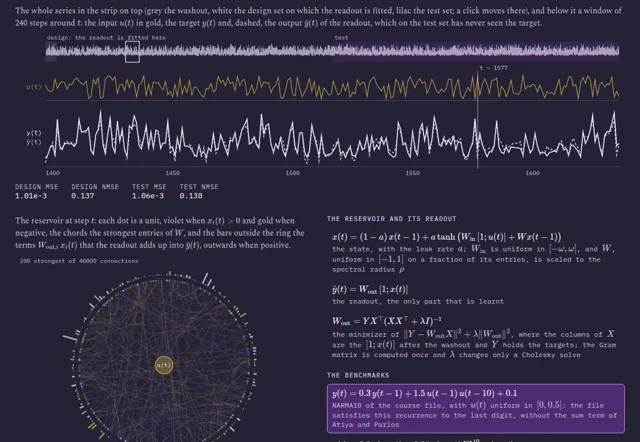 The whole series in the strip on top (grey the washout, white the design set on which the readout is fitted, lilac the test set; a click moves there), and below it a window of
240 steps around t: the input u(t) in gold, the target y(t) and, dashed, the output ŷ(t) of the readout, which on the test set has never seen the target.
design: the readout is fitted here
test
t = 1577
u(t)
y(t)
ŷ(t)
1400 1450 1500 1550 1600
DESIGN MSE DESIGN NRMSE TEST MSE TEST NRMSE
1.01e-3 0.137 1.06e-3 0.138
The reservoir at step t: each dot is a unit, violet when xᵢ(t) > 0 and gold when
negative, the chords the strongest entries of W, and the bars outside the ring the
terms Wout,i xᵢ(t) that the readout adds up into ŷ(t), outwards when positive.
200 strongest of 40000 connections
u(t)
THE RESERVOIR AND ITS READOUT
x(t) = (1 − a) x(t − 1) + a tanh (Win [1; u(t)] + Wx(t − 1))
the state, with the leak rate a; Win is uniform in [−ω, ω], and W,
uniform in [−1, 1] on a fraction of its entries, is scaled to the
spectral radius ρ
ŷ(t) = Wout [1; x(t)]
the readout, the only part that is learnt
Wout = YX⊤(XX⊤ + λI)⁻¹
the minimizer of ‖Y − WoutX‖² + λ‖Wout‖², where the columns of X
are the [1; x(t)] after the washout and Y holds the targets; the Gram
matrix is computed once and λ changes only a Cholesky solve
THE BENCHMARKS
y(t) = 0.3 y(t − 1) + 1.5 u(t − 1) u(t − 10) + 0.1
NARMA10 of the course file, with u(t) uniform in [0, 0.5]: the file
satisfies this recurrence to the last digit, without the sum term of
Atiya and Parlos